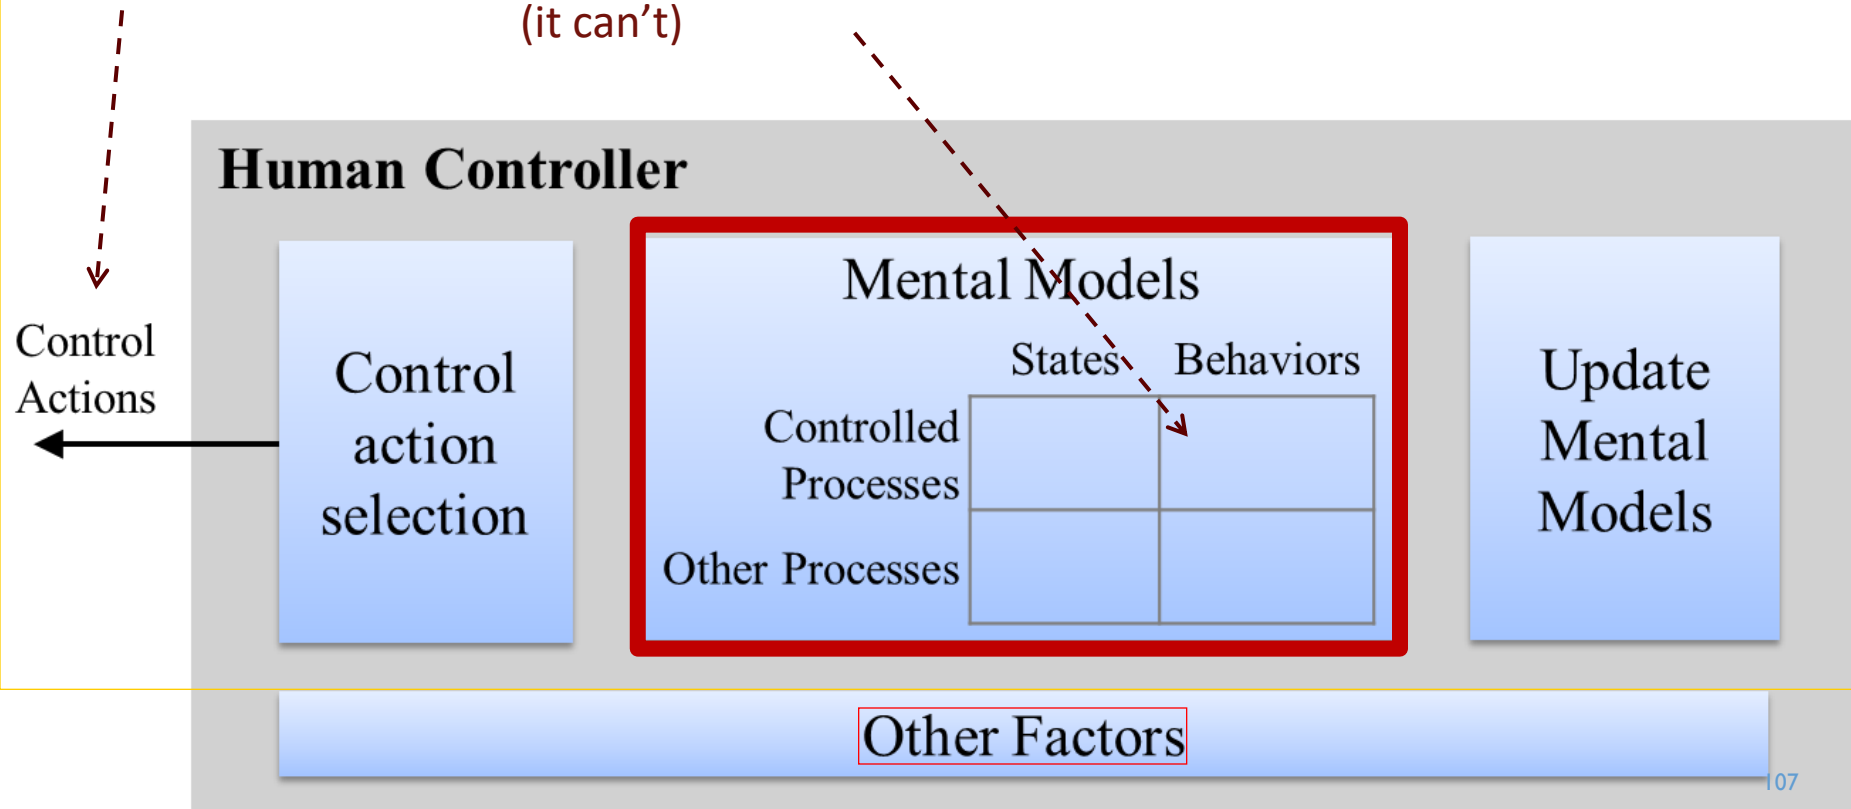 (it can’t)
Human Controller
Control
Actions
Control
action
selection
Mental Models
States
Behaviors
Controlled
Processes
Other Processes
Update
Mental
Models
Other Factors
107